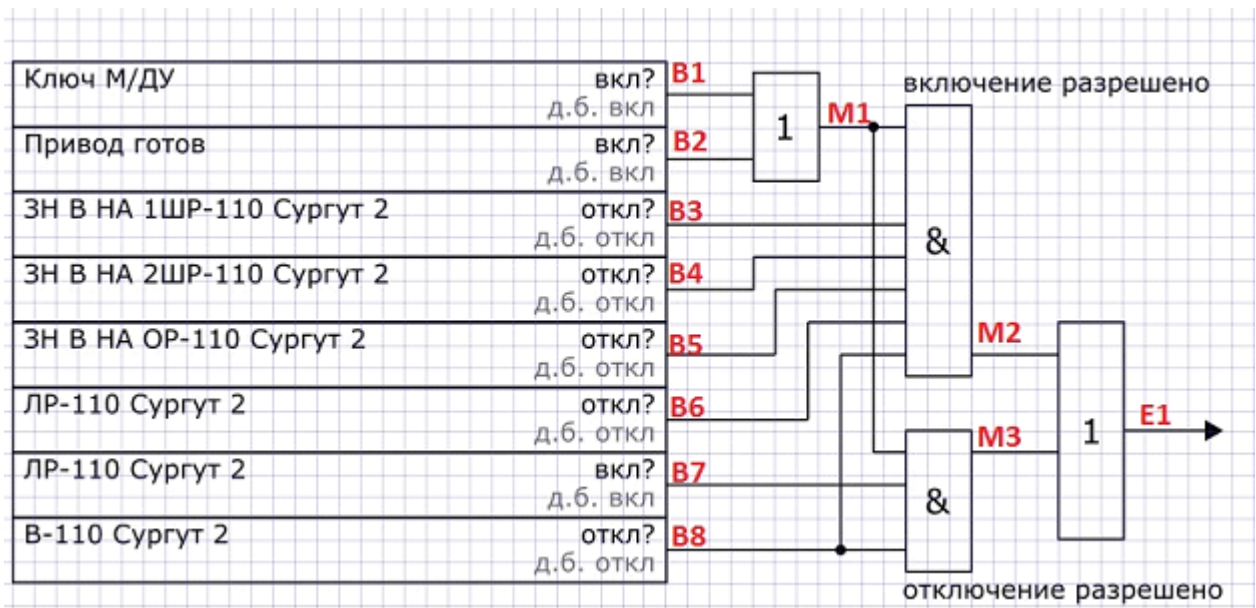 Ключ М/ДУ вкл? B1
д.б. вкл
включение разрешено
1 M1
Привод готов вкл? B2
д.б. вкл
ЗН В НА 1ШР-110 Сургут 2 откл? B3
д.б. откл
&
ЗН В НА 2ШР-110 Сургут 2 откл? B4
д.б. откл
ЗН В НА ОР-110 Сургут 2 откл? B5
д.б. откл
M2
ЛР-110 Сургут 2 откл? B6
д.б. откл
M3 1 E1
ЛР-110 Сургут 2 вкл? B7
д.б. вкл
&
В-110 Сургут 2 откл? B8
д.б. откл
отключение разрешено